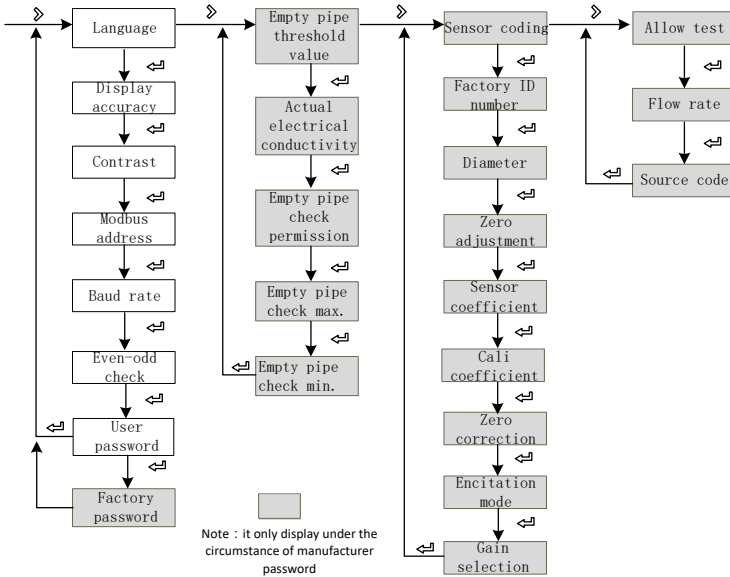 Language
Display
accuracy
Contrast
Modbus
address
Baud rate
Even-odd
check
User
password
Factory
password
Empty pipe
threshold
value
Actual
electrical
conductivity
Empty pipe
check
permission
Empty pipe
check max.
Empty pipe
check min.
Note：it only display under the
circumstance of manufacturer
password
Sensor coding
Factory ID
number
Diameter
Zero
adjustment
Sensor
coefficient
Cali
coefficient
Zero
correction
Encitation
mode
Gain
selection
Allow test
Flow rate
Source code